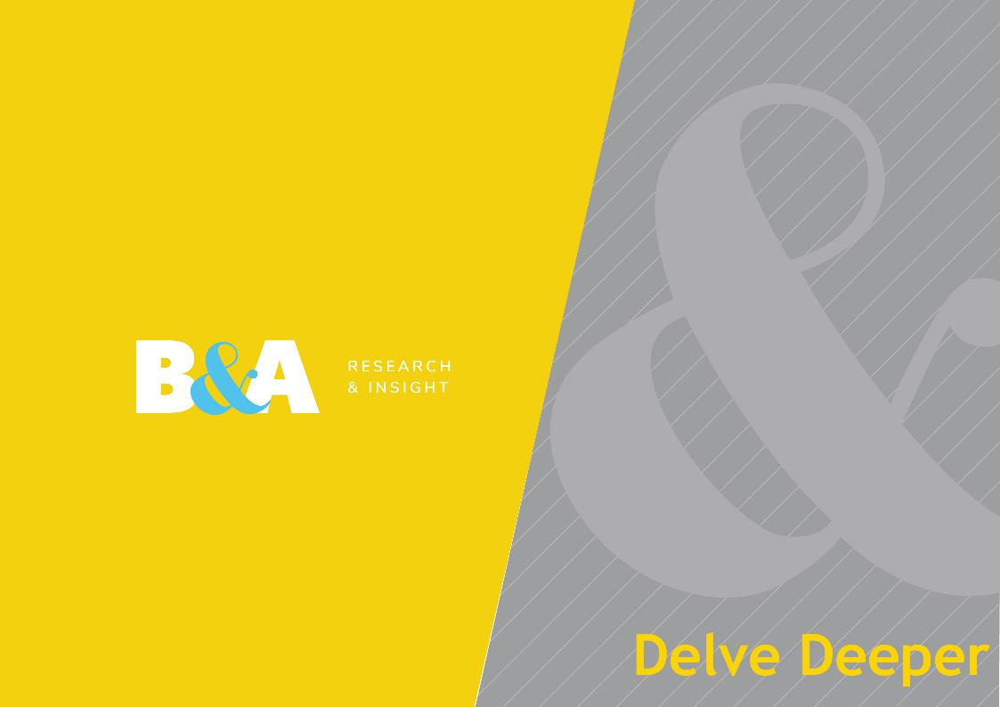 B&A
RESEARCH
& INSIGHT
&
Delve Deeper